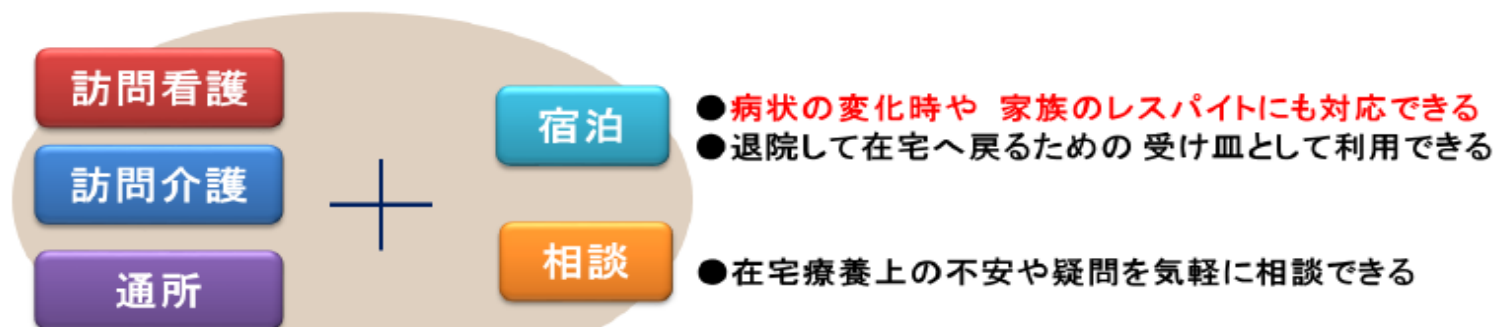 訪問看護
訪問介護
通所
宿泊
●病状の変化時や 家族のレスパイトにも対応できる
●退院して在宅へ戻るための 受け皿として利用できる
相談
●在宅療養上の不安や疑問を気軽に相談できる